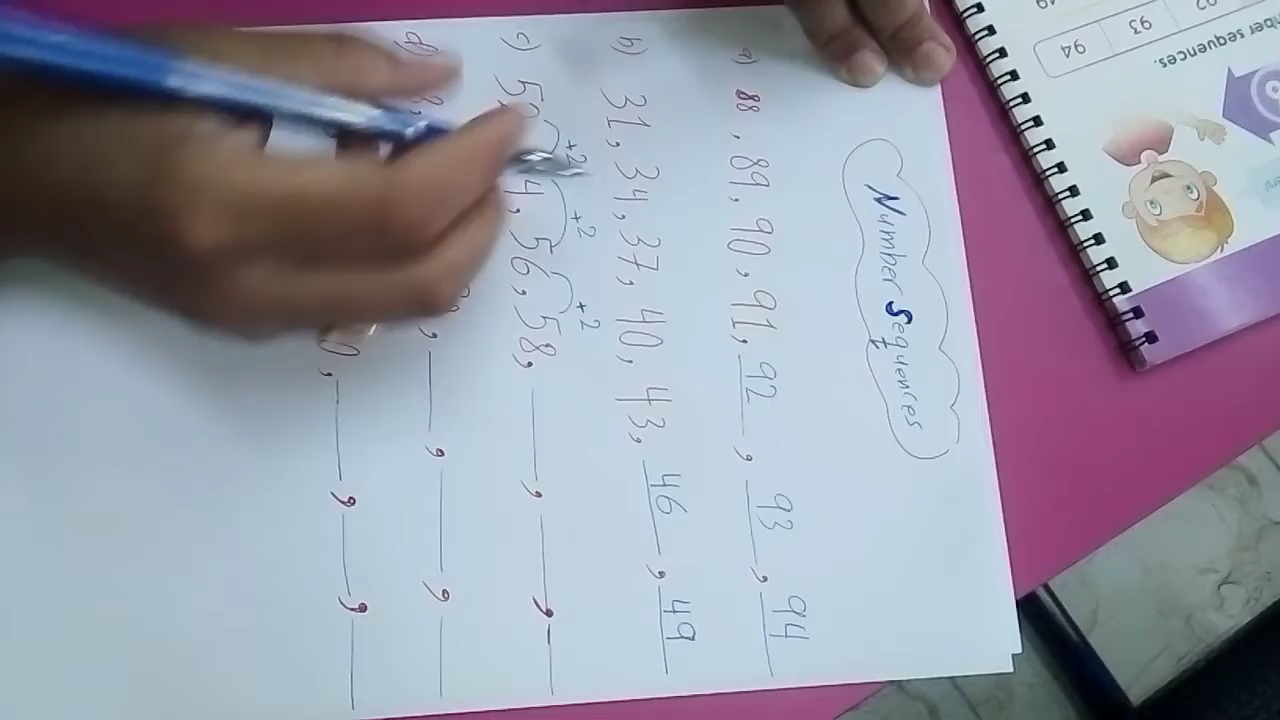 Number Sequences
a) 88, 89, 90, 91, 92, 93, 94
b) 31, 34, 37, 40, 43, 46, 49
+2 +2 +2
c) 4, 56, 58,
d)
ber sequences.
93 94